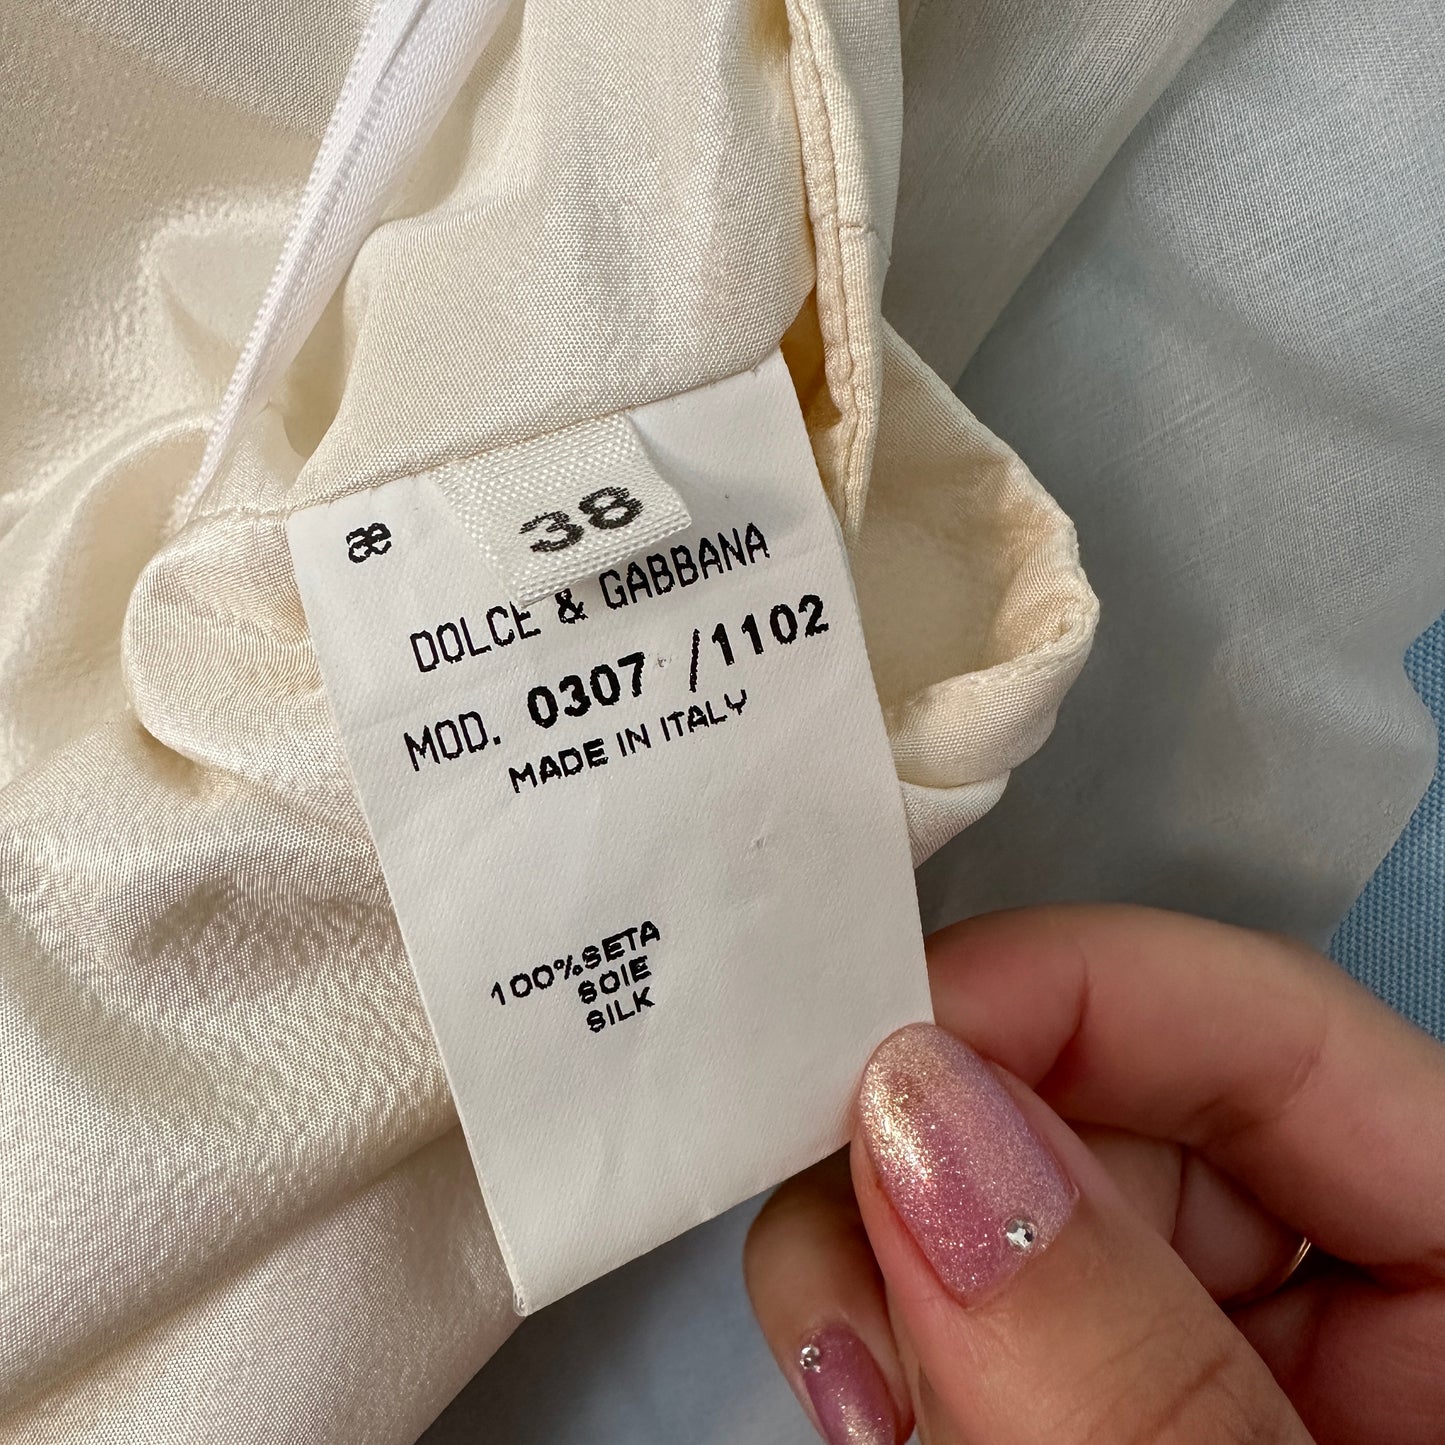 æ
38
DOLCE & GABBANA
MOD. 0307 /1102
MADE IN ITALY
100%SETA
SOIE
SILK